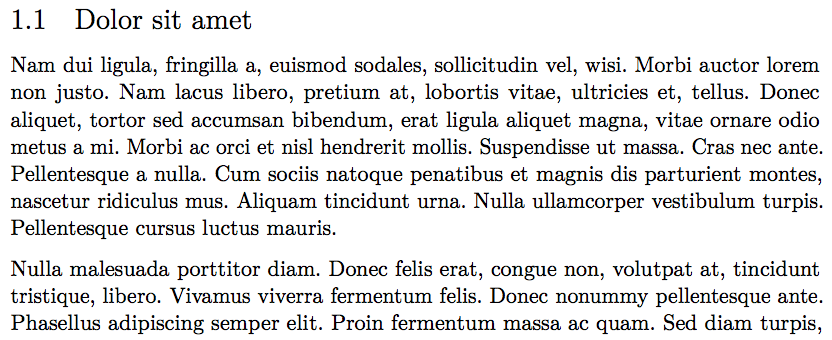 1.1 Dolor sit amet
Nam dui ligula, fringilla a, euismod sodales, sollicitudin vel, wisi. Morbi auctor lorem
non justo. Nam lacus libero, pretium at, lobortis vitae, ultricies et, tellus. Donec
aliquet, tortor sed accumsan bibendum, erat ligula aliquet magna, vitae ornare odio
metus a mi. Morbi ac orci et nisl hendrerit mollis. Suspendisse ut massa. Cras nec ante.
Pellentesque a nulla. Cum sociis natoque penatibus et magnis dis parturient montes,
nascetur ridiculus mus. Aliquam tincidunt urna. Nulla ullamcorper vestibulum turpis.
Pellentesque cursus luctus mauris.
Nulla malesuada porttitor diam. Donec felis erat, congue non, volutpat at, tincidunt
tristique, libero. Vivamus viverra fermentum felis. Donec nonummy pellentesque ante.
Phasellus adipiscing semper elit. Proin fermentum massa ac quam. Sed diam turpis,